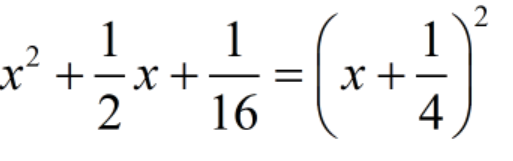 x² + 1/2 x + 1/16 = (x + 1/4)²